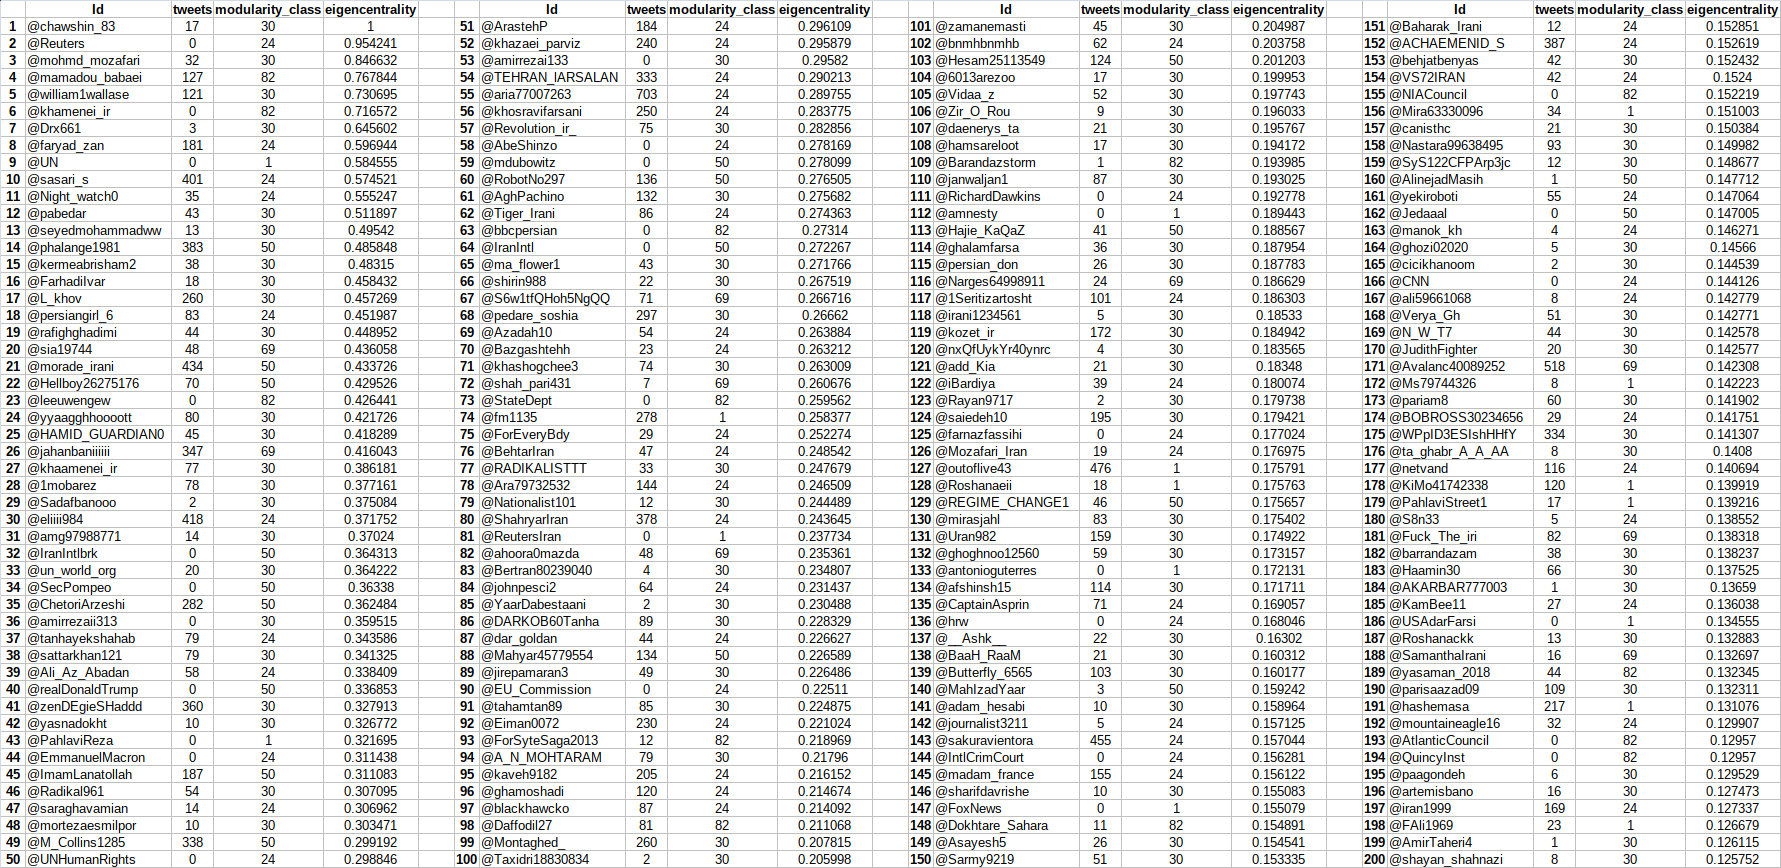 Id tweets modularity_class eigencentrality
1 @chawshin_83 17 30 1
2 @Reuters 0 24 0.954241
3 @mohmd_mozafari 32 30 0.846632
4 @mamadou_babaei 127 82 0.767844
5 @william1wallase 121 30 0.730695
6 @khamenei_ir 0 82 0.716572
7 @Drx661 3 30 0.645602
8 @faryad_zan 181 24 0.596944
9 @UN 0 1 0.584555
10 @sasari_s 401 24 0.574521
11 @Night_watch0 35 24 0.555247
12 @pabedar 43 30 0.511897
13 @seyedmohammadww 13 30 0.49542
14 @phalange1981 383 50 0.485848
15 @kermeabrisham2 38 30 0.48315
16 @FarhadiIvar 18 30 0.458432
17 @L_khov 260 30 0.457269
18 @persiangirl_6 83 24 0.451987
19 @rafighghadimi 44 30 0.448952
20 @sia19744 48 69 0.436058
21 @morade_irani 434 50 0.433726
22 @Hellboy26275176 70 50 0.429526
23 @leeuwengew 0 82 0.426441
24 @yyaagghhoooott 80 30 0.421726
25 @HAMID_GUARDIAN0 45 30 0.418289
26 @jahanbaniiiiii 347 69 0.416043
27 @khaamenei_ir 77 30 0.386181
28 @1mobarez 78 30 0.377161
29 @Sadafbanooo 2 30 0.375084
30 @eliiii984 418 24 0.371752
31 @amg97988771 14 30 0.37024
32 @IranIntlbrk 0 50 0.364313
33 @un_world_org 20 30 0.364222
34 @SecPompeo 0 50 0.36338
35 @ChetoriArzeshi 282 50 0.362484
36 @amirrezaii313 0 30 0.359515
37 @tanhayekshahab 79 24 0.343586
38 @sattarkhan121 79 30 0.341325
39 @Ali_Az_Abadan 58 24 0.338409
40 @realDonaldTrump 0 50 0.336853
41 @zenDEgieSHaddd 360 30 0.327913
42 @yasnadokht 10 30 0.326772
43 @PahlaviReza 0 1 0.321695
44 @EmmanuelMacron 0 24 0.311438
45 @ImamLanatollah 187 50 0.311083
46 @Radikal961 54 30 0.307095
47 @saraghavamian 14 24 0.306962
48 @mortezaesmilpor 10 30 0.303471
49 @M_Collins1285 338 50 0.299192
50 @UNHumanRights 0 24 0.298846
Id tweets modularity_class eigencentrality
51 @ArastehP 184 24 0.296109
52 @khazaei_parviz 240 24 0.295879
53 @amirrezai133 0 30 0.29582
54 @TEHRAN_IARSALAN 333 24 0.290213
55 @aria77007263 703 24 0.289755
56 @khosravifarsani 250 24 0.283775
57 @Revolution_ir_ 75 30 0.282856
58 @AbeShinzo 0 24 0.278169
59 @mdubowitz 0 50 0.278099
60 @RobotNo297 136 50 0.276505
61 @AghPachino 132 30 0.275682
62 @Tiger_Irani 86 24 0.274363
63 @bbcpersian 0 82 0.27314
64 @IranIntl 0 50 0.272267
65 @ma_flower1 43 30 0.271766
66 @shirin988 22 30 0.267519
67 @S6w1tfQHoh5NgQQ 71 69 0.266716
68 @pedare_soshia 297 30 0.26662
69 @Azadah10 54 24 0.263884
70 @Bazgashtehh 23 24 0.263212
71 @khashogchee3 74 30 0.263009
72 @shah_pari431 7 69 0.260676
73 @StateDept 0 82 0.259562
74 @fm1135 278 1 0.258377
75 @ForEveryBdy 29 24 0.252274
76 @BehtarIran 47 24 0.248542
77 @RADIKALISTTT 33 30 0.247679
78 @Ara79732532 144 24 0.246509
79 @Nationalist101 12 30 0.244489
80 @ShahryarIran 378 24 0.243645
81 @ReutersIran 0 1 0.237734
82 @ahoora0mazda 48 69 0.235361
83 @Bertran80239040 4 30 0.234807
84 @johnpesci2 64 24 0.231437
85 @YaarDabestaani 2 30 0.230488
86 @DARKOB60Tanha 89 30 0.228329
87 @dar_goldan 44 24 0.226627
88 @Mahyar45779554 134 50 0.226589
89 @jirepamaran3 49 30 0.226486
90 @EU_Commission 0 24 0.22511
91 @tahamtan89 85 30 0.224875
92 @Eiman0072 230 24 0.221024
93 @ForSyteSaga2013 12 82 0.218969
94 @A_N_MOHTARAM 79 30 0.21796
95 @kaveh9182 205 24 0.216152
96 @ghamoshadi 120 24 0.214674
97 @blackhawcko 87 24 0.214092
98 @Daffodil27 81 82 0.211068
99 @Montaghed_ 260 30 0.207815
100 @Taxidri18830834 2 30 0.205998
Id tweets modularity_class eigencentrality
101 @zamanemasti 45 30 0.204987
102 @bnmhbnmhb 62 24 0.203758
103 @Hesam25113549 124 50 0.201203
104 @6013arezoo 17 30 0.199953
105 @Vidaa_z 52 30 0.197743
106 @Zir_O_Rou 9 30 0.196033
107 @daenerys_ta 21 30 0.195767
108 @hamsareloot 17 30 0.194172
109 @Barandazstorm 1 82 0.193985
110 @janwaljan1 87 30 0.193025
111 @RichardDawkins 0 24 0.192778
112 @amnesty 0 1 0.189443
113 @Hajie_KaQaZ 41 50 0.188567
114 @ghalamfarsa 36 30 0.187954
115 @persian_don 26 30 0.187783
116 @Narges64998911 24 69 0.186629
117 @1Seritizartosht 101 24 0.186303
118 @irani1234561 5 30 0.18533
119 @kozet_ir 172 30 0.184942
120 @nxQfUykYr40ynrc 4 30 0.183565
121 @add_Kia 21 30 0.18348
122 @iBardiya 39 24 0.180074
123 @Rayan9717 2 30 0.179738
124 @saiedeh10 195 30 0.179421
125 @farnazfassihi 0 24 0.177024
126 @Mozafari_Iran 19 24 0.176975
127 @outoflive43 476 1 0.175791
128 @Roshanaeii 18 1 0.175763
129 @REGIME_CHANGE1 46 50 0.175657
130 @mirasjahl 83 30 0.175402
131 @Uran982 159 30 0.174922
132 @ghoghnoo12560 59 30 0.173157
133 @antonioguterres 0 1 0.172131
134 @afshinsh15 114 30 0.171711
135 @CaptainAsprin 71 24 0.169057
136 @hrw 0 24 0.168046
137 @__Ashk__ 22 30 0.16302
138 @BaaH_RaaM 21 30 0.160312
139 @Butterfly_6565 103 30 0.160177
140 @MahIzadYaar 3 50 0.159242
141 @adam_hesabi 10 30 0.158964
142 @journalist3211 5 24 0.157125
143 @sakuravientora 455 24 0.157044
144 @IntlCrimCourt 0 24 0.156281
145 @madam_france 155 24 0.156122
146 @sharifdavrishe 10 30 0.155083
147 @FoxNews 0 1 0.155079
148 @Dokhtare_Sahara 11 82 0.154891
149 @Asayesh5 26 30 0.154541
150 @Sarmy9219 51 30 0.153335
Id tweets modularity_class eigencentrality
151 @Baharak_Irani 12 24 0.152851
152 @ACHAEMENID_S 387 24 0.152619
153 @behjatbenyas 42 30 0.152432
154 @VS72IRAN 42 24 0.1524
155 @NIACouncil 0 82 0.152219
156 @Mira63330096 34 1 0.151003
157 @canisthc 21 30 0.150384
158 @Nastara99638495 93 30 0.149982
159 @SyS122CFPArp3jc 12 30 0.148677
160 @AlinejadMasih 1 50 0.147712
161 @yekiroboti 55 24 0.147064
162 @Jedaaal 0 50 0.147005
163 @manok_kh 4 24 0.146271
164 @ghozi02020 5 30 0.14566
165 @cicikhanoom 2 30 0.144539
166 @CNN 0 24 0.144126
167 @ali59661068 8 24 0.142779
168 @Verya_Gh 51 30 0.142771
169 @N_W_T7 44 30 0.142578
170 @JudithFighter 20 30 0.142577
171 @Avalanc40089252 518 69 0.142308
172 @Ms79744326 8 1 0.142223
173 @pariam8 60 30 0.141902
174 @BOBROSS30234656 29 24 0.141751
175 @WPpID3ESIshHHfY 334 30 0.141307
176 @ta_ghabr_A_A_AA 8 30 0.1408
177 @netvand 116 24 0.140694
178 @KiMo41742338 120 1 0.139919
179 @PahlaviStreet1 17 1 0.139216
180 @S8n33 5 24 0.138552
181 @Fuck_The_iri 82 69 0.138318
182 @barrandazam 38 30 0.138237
183 @Haamin30 66 30 0.137525
184 @AKARBAR777003 1 30 0.13659
185 @KamBee11 27 24 0.136038
186 @USAdarFarsi 0 1 0.134555
187 @Roshanackk 13 30 0.132883
188 @SamanthaIrani 16 69 0.132697
189 @yasaman_2018 44 82 0.132345
190 @parisaazad09 109 30 0.132311
191 @hashemasa 217 1 0.131076
192 @mountaineagle16 32 24 0.129907
193 @AtlanticCouncil 0 82 0.12957
194 @QuincyInst 0 82 0.12957
195 @paagondeh 6 30 0.129529
196 @artemisbano 16 30 0.127473
197 @iran1999 169 24 0.127337
198 @FAli1969 23 1 0.126679
199 @AmirTaheri4 1 30 0.126115
200 @shayan_shahnazi 8 30 0.125752